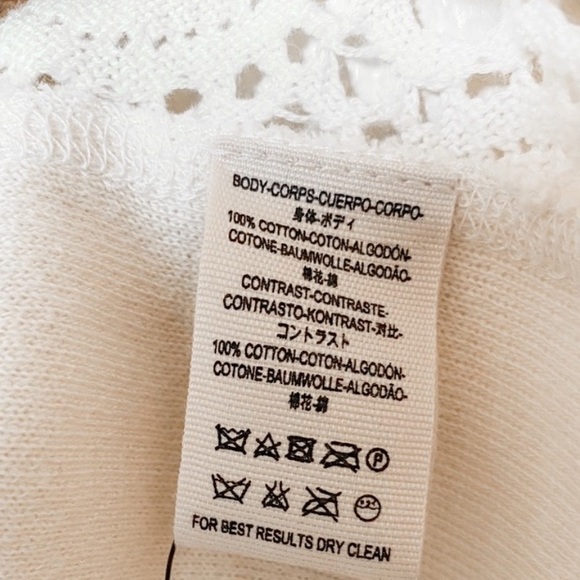 BODY-CORPS-CUERPO-CORPO-
身体-ボディ
100% COTTON-COTON-ALGODÓN-
COTONE-BAUMWOLLE-ALGODÃO-
棉花-錦
CONTRAST-CONTRASTE-
CONTRASTO-KONTRAST-对比-
コントラスト
100% COTTON-COTON-ALGODÓN-
COTONE-BAUMWOLLE-ALGODÃO-
棉花-錦
P
FOR BEST RESULTS DRY CLEAN